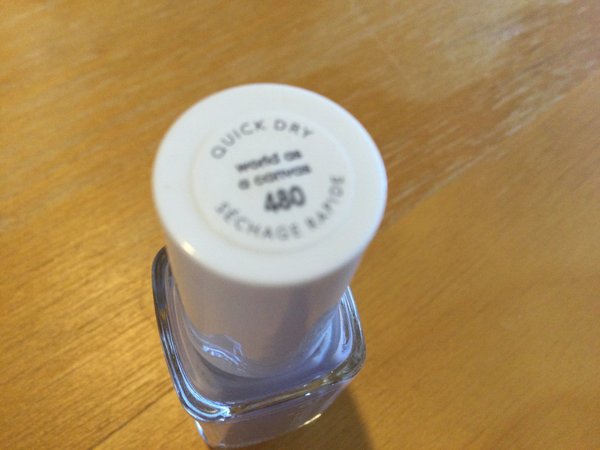 QUICK DRY
world as
a canvas
480
SÉCHAGE RAPIDE